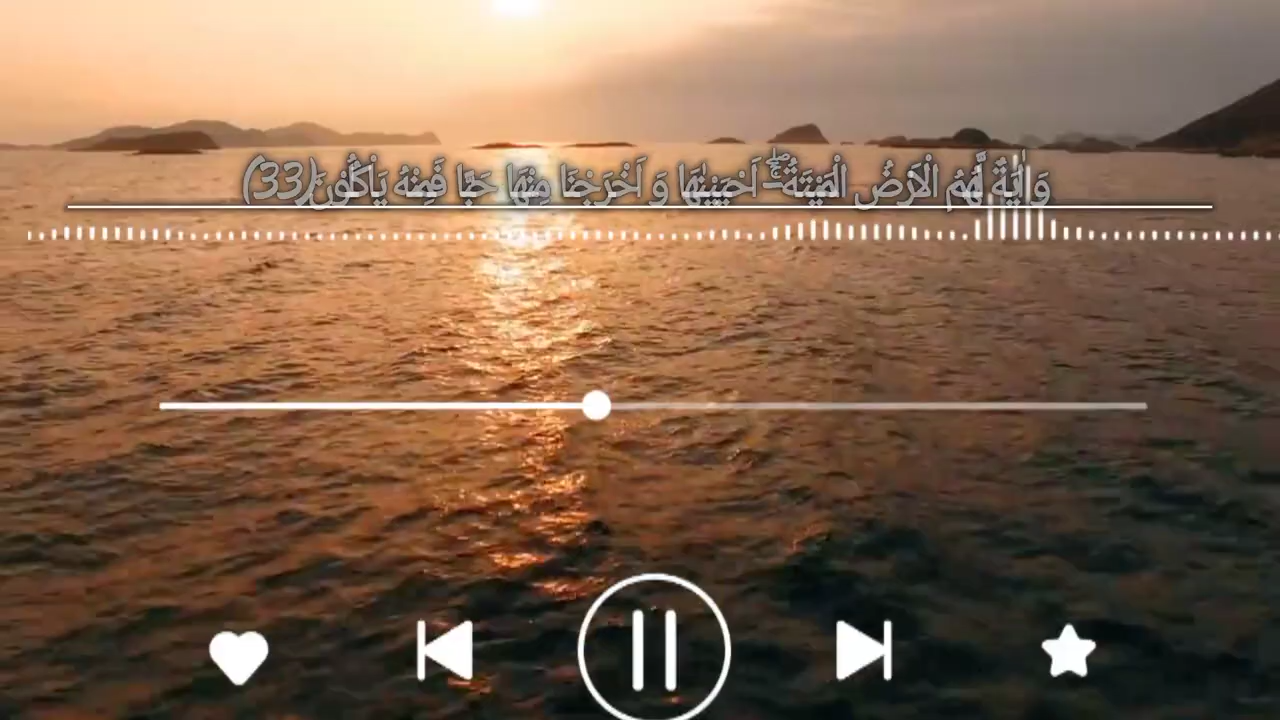 وَاٰيَةٌ لَّهُمُ الْاَرْضُ الْمَيْتَةُ ۖۚ اَحْيَيْنٰهَا وَ اَخْرَجْنَا مِنْهَا حَبًّا فَمِنْهُ يَاْكُلُوْنَ(33)